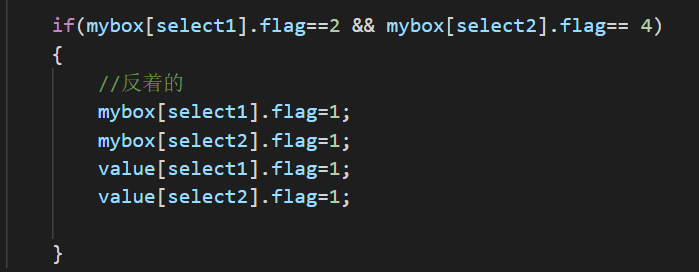 if(mybox[select1].flag==2 && mybox[select2].flag== 4)
{
//反着的
mybox[select1].flag=1;
mybox[select2].flag=1;
value[select1].flag=1;
value[select2].flag=1;
}